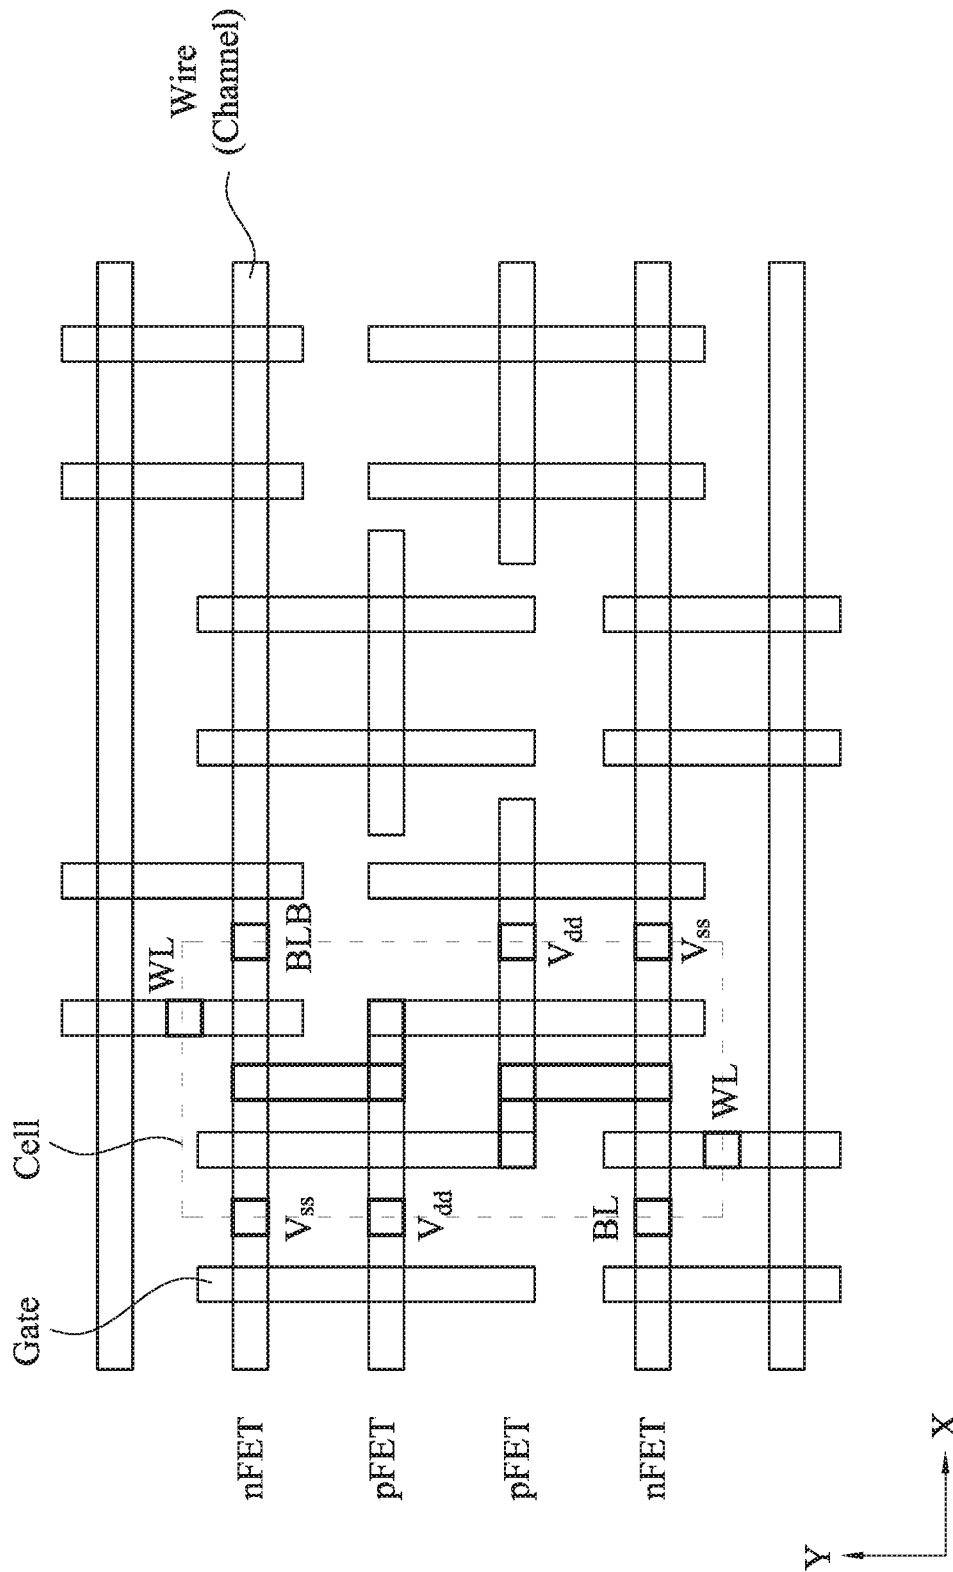 Wire
(Channel)
WL
BLB
Vdd
Vss
Cell
WL
Vss
Vdd
BL
Gate
nFET
pFET
pFET
nFET
Y
X